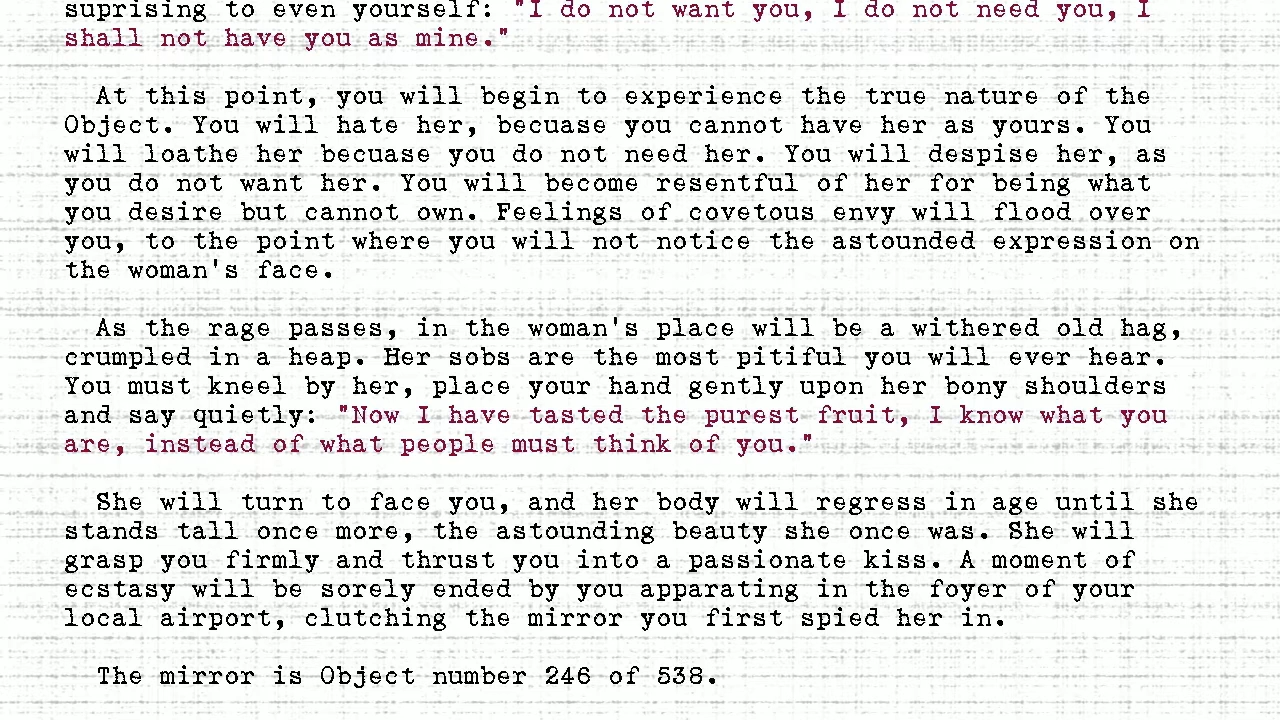 suprising to even yourself: "I do not want you, I do not need you, I
shall not have you as mine."
At this point, you will begin to experience the true nature of the
Object. You will hate her, becuase you cannot have her as yours. You
will loathe her becuase you do not need her. You will despise her, as
you do not want her. You will become resentful of her for being what
you desire but cannot own. Feelings of covetous envy will flood over
you, to the point where you will not notice the astounded expression on
the woman's face.
As the rage passes, in the woman's place will be a withered old hag,
crumpled in a heap. Her sobs are the most pitiful you will ever hear.
You must kneel by her, place your hand gently upon her bony shoulders
and say quietly: "Now I have tasted the purest fruit, I know what you
are, instead of what people must think of you."
She will turn to face you, and her body will regress in age until she
stands tall once more, the astounding beauty she once was. She will
grasp you firmly and thrust you into a passionate kiss. A moment of
ecstasy will be sorely ended by you apparating in the foyer of your
local airport, clutching the mirror you first spied her in.
The mirror is Object number 246 of 538.